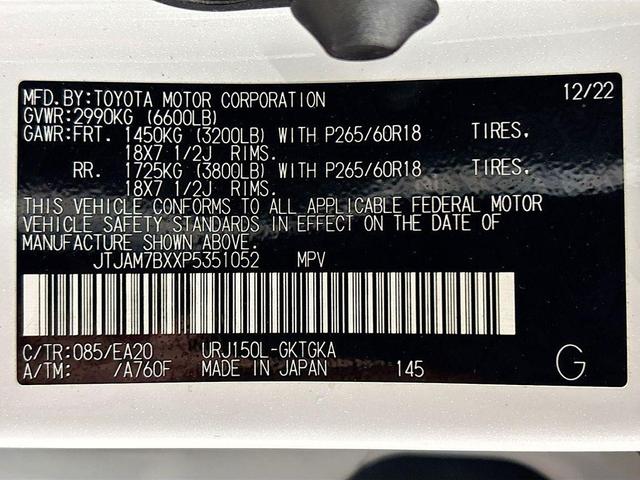 MFD.BY:TOYOTA MOTOR CORPORATION 12/22
GVWR:2990KG (6600LB)
GAWR:FRT. 1450KG (3200LB) WITH P265/60R18 TIRES.
18X7 1/2J RIMS.
RR. 1725KG (3800LB) WITH P265/60R18 TIRES.
18X7 1/2J RIMS.
THIS VEHICLE CONFORMS TO ALL APPLICABLE FEDERAL MOTOR
VEHICLE SAFETY STANDARDS IN EFFECT ON THE DATE OF
MANUFACTURE SHOWN ABOVE.
JTJAM7BXXP5351052 MPV
C/TR:085/EA20 URJ150L-GKTGKA
A/TM: /A760F MADE IN JAPAN 145 G